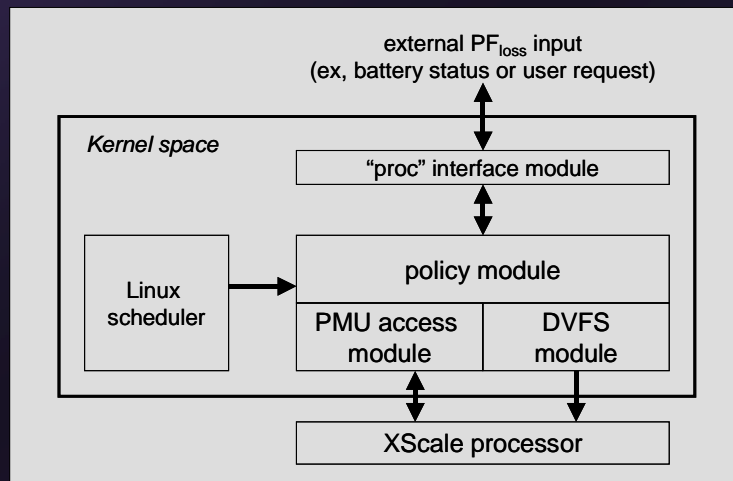 external PFloss input
(ex, battery status or user request)
Kernel space
“proc” interface module
Linux
scheduler
policy module
PMU access
module
DVFS
module
XScale processor